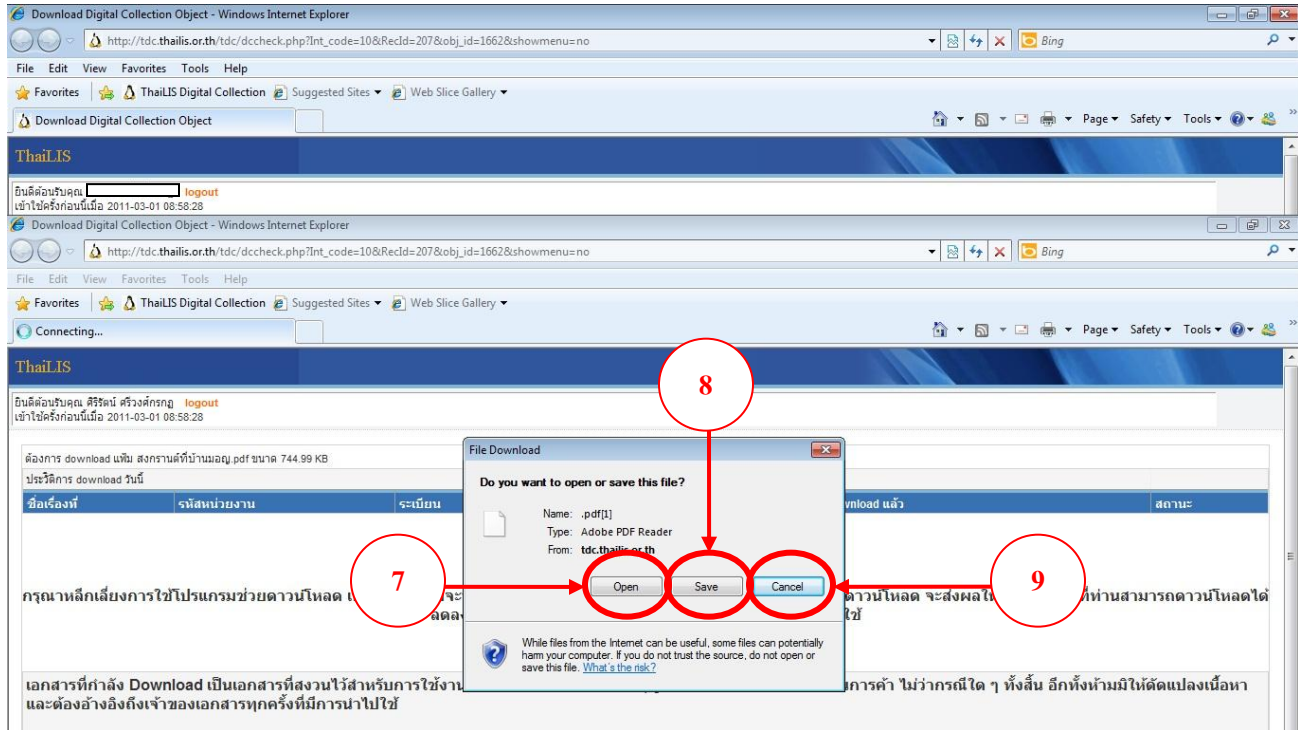 Download Digital Collection Object - Windows Internet Explorer
http://tdc.thailis.or.th/tdc/dccheck.php?Int_code=10&RecId=207&obj_id=1662&showmenu=no Bing
File Edit View Favorites Tools Help
Favorites ThaiLIS Digital Collection Suggested Sites Web Slice Gallery
Download Digital Collection Object Page Safety Tools
ThaiLIS
ยินดีต้อนรับคุณ logout
เข้าใช้ครั้งก่อนนี้เมื่อ 2011-03-01 08:58:28
Download Digital Collection Object - Windows Internet Explorer
http://tdc.thailis.or.th/tdc/dccheck.php?Int_code=10&RecId=207&obj_id=1662&showmenu=no Bing
File Edit View Favorites Tools Help
Favorites ThaiLIS Digital Collection Suggested Sites Web Slice Gallery
Connecting... Page Safety Tools
ThaiLIS
8
ยินดีต้อนรับคุณ ศิริรัตน์ ศรีวงศ์กรกฎ logout
เข้าใช้ครั้งก่อนนี้เมื่อ 2011-03-01 08:58:28
ต้องการ download แฟ้ม สงกรานต์ที่บ้านมอญ.pdf ขนาด 744.99 KB
ประวัติการ download วันนี้
ชื่อเรื่องที่ รหัสหน่วยงาน ระเบียน wnload แล้ว สถานะ
File Download
Do you want to open or save this file?
Name: .pdf[1]
Type: Adobe PDF Reader
From: tdc.thailis.or.th
7 Open Save Cancel 9
กรุณาหลีกเลี่ยงการใช้โปรแกรมช่วยดาวน์โหลด จะ ดาวน์โหลด จะส่งผลให้ ที่ท่านสามารถดาวน์โหลดได้
ลดลง ใช้
While files from the Internet can be useful, some files can potentially
harm your computer. If you do not trust the source, do not open or
save this file. What's the risk?
เอกสารที่กำลัง Download เป็นเอกสารที่สงวนไว้สำหรับการใช้งาน การค้า ไม่ว่ากรณีใด ๆ ทั้งสิ้น อีกทั้งห้ามมิให้ดัดแปลงเนื้อหา
และต้องอ้างอิงถึงเจ้าของเอกสารทุกครั้งที่มีการนำไปใช้